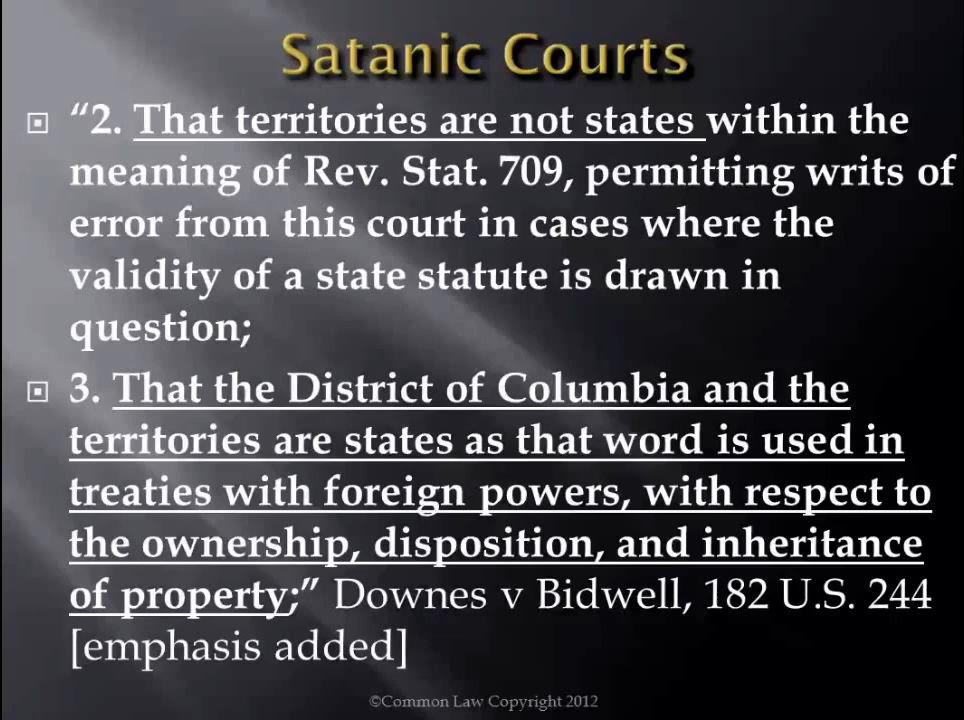 Satanic Courts
“2. That territories are not states within the
meaning of Rev. Stat. 709, permitting writs of
error from this court in cases where the
validity of a state statute is drawn in
question;
3. That the District of Columbia and the
territories are states as that word is used in
treaties with foreign powers, with respect to
the ownership, disposition, and inheritance
of property;” Downes v Bidwell, 182 U.S. 244
[emphasis added]
©Common Law Copyright 2012